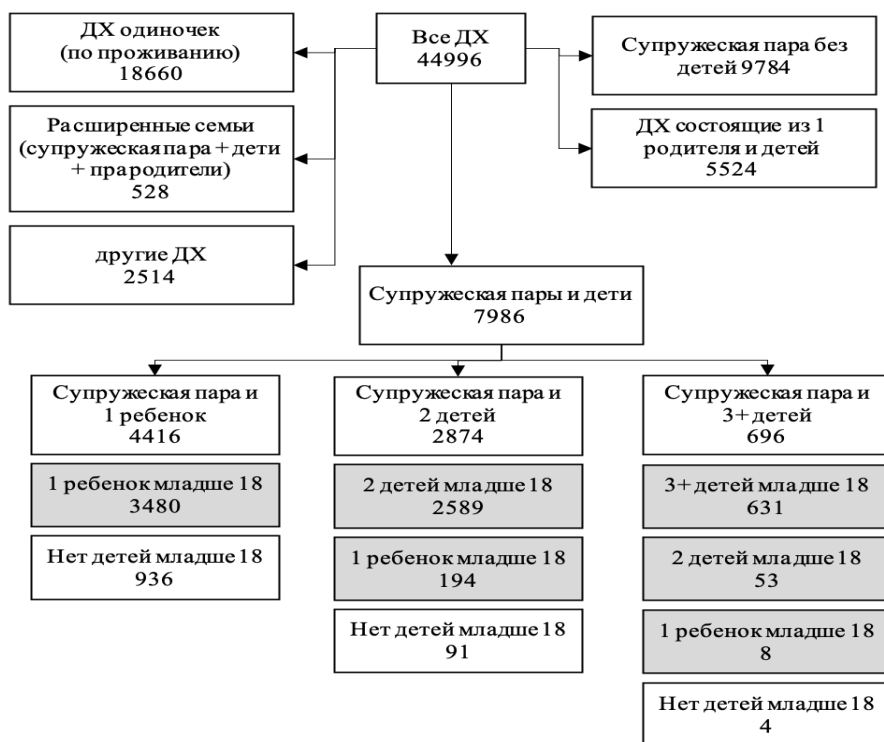 ДХ одиночек
(по проживанию)
18660
Все ДХ
44996
Супружеская пара без
детей 9784
Расширенные семьи
(супружеская пара + дети
+ прародители)
528
ДХ состоящие из 1
родителя и детей
5524
другие ДХ
2514
Супружеская пары и дети
7986
Супружеская пара и
1 ребенок
4416
Супружеская пара и
2 детей
2874
Супружеская пара и
3+ детей
696
1 ребенок младше 18
3480
2 детей младше 18
2589
3+ детей младше 18
631
Нет детей младше 18
936
1 ребенок младше 18
194
2 детей младше 18
53
Нет детей младше 18
91
1 ребенок младше 18
8
Нет детей младше 18
4